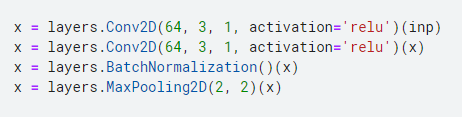 x = layers.Conv2D(64, 3, 1, activation='relu')(inp)
x = layers.Conv2D(64, 3, 1, activation='relu')(x)
x = layers.BatchNormalization()(x)
x = layers.MaxPooling2D(2, 2)(x)